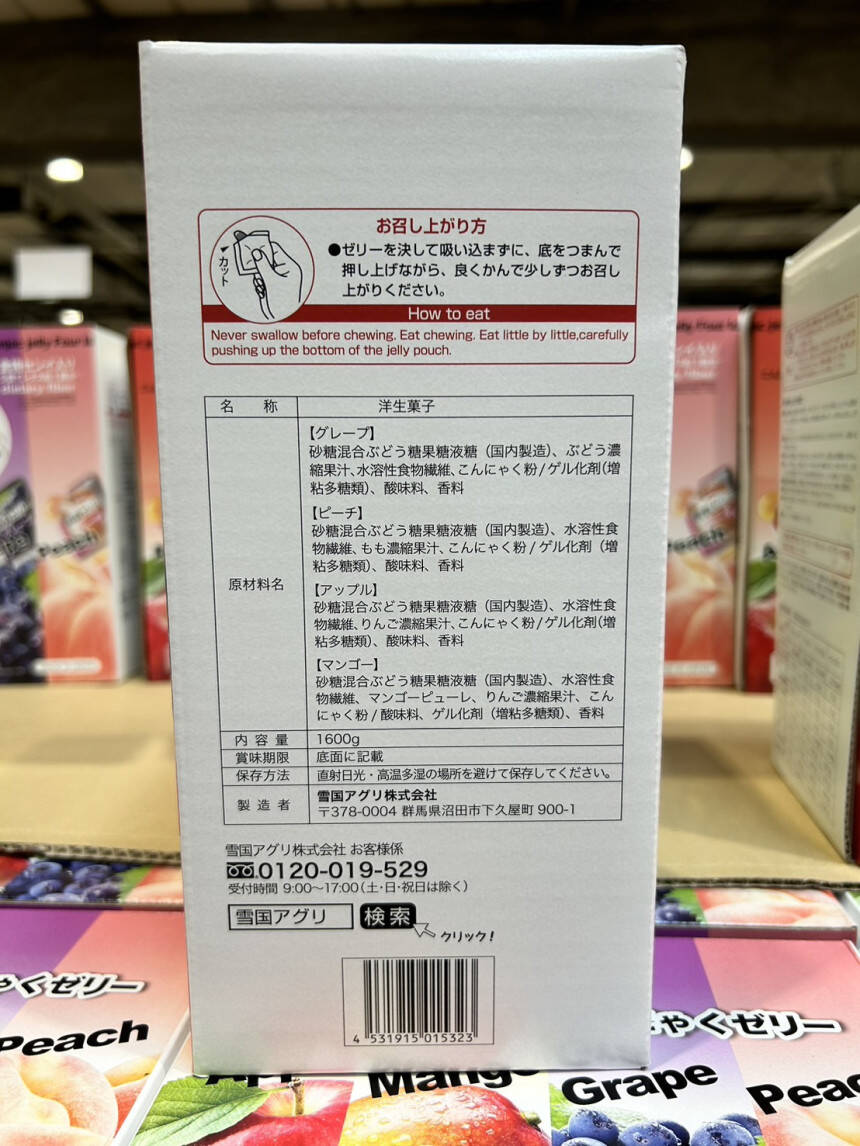 お召し上がり方
カット
●ゼリーを決して吸い込まずに、底をつまんで
押し上げながら、良くかんで少しずつお召し
上がりください。
How to eat
Never swallow before chewing. Eat chewing. Eat little by little,carefully
pushing up the bottom of the jelly pouch.
名 称 洋生菓子
原材料名
【グレープ】
砂糖混合ぶどう糖果糖液糖（国内製造）、ぶどう濃
縮果汁、水溶性食物繊維、こんにゃく粉/ゲル化剤（増
粘多糖類）、酸味料、香料
【ピーチ】
砂糖混合ぶどう糖果糖液糖（国内製造）、水溶性食
物繊維、もも濃縮果汁、こんにゃく粉/ゲル化剤（増
粘多糖類）、酸味料、香料
【アップル】
砂糖混合ぶどう糖果糖液糖（国内製造）、水溶性食
物繊維、りんご濃縮果汁、こんにゃく粉/ゲル化剤（増
粘多糖類）、酸味料、香料
【マンゴー】
砂糖混合ぶどう糖果糖液糖（国内製造）、水溶性食
物繊維、マンゴーピューレ、りんご濃縮果汁、こん
にゃく粉/酸味料、ゲル化剤（増粘多糖類）、香料
内容量 1600g
賞味期限 底面に記載
保存方法 直射日光・高温多湿の場所を避けて保存してください。
製造者 雪国アグリ株式会社
〒378-0004 群馬県沼田市下久屋町 900-1
雪国アグリ株式会社 お客様係
0120-019-529
受付時間 9:00～17:00（土・日・祝日は除く）
雪国アグリ 検索
クリック!
4 531915 015323
Peach
Peach
ゃくゼリー
Peach
ゃくゼリー
Mango
Grape